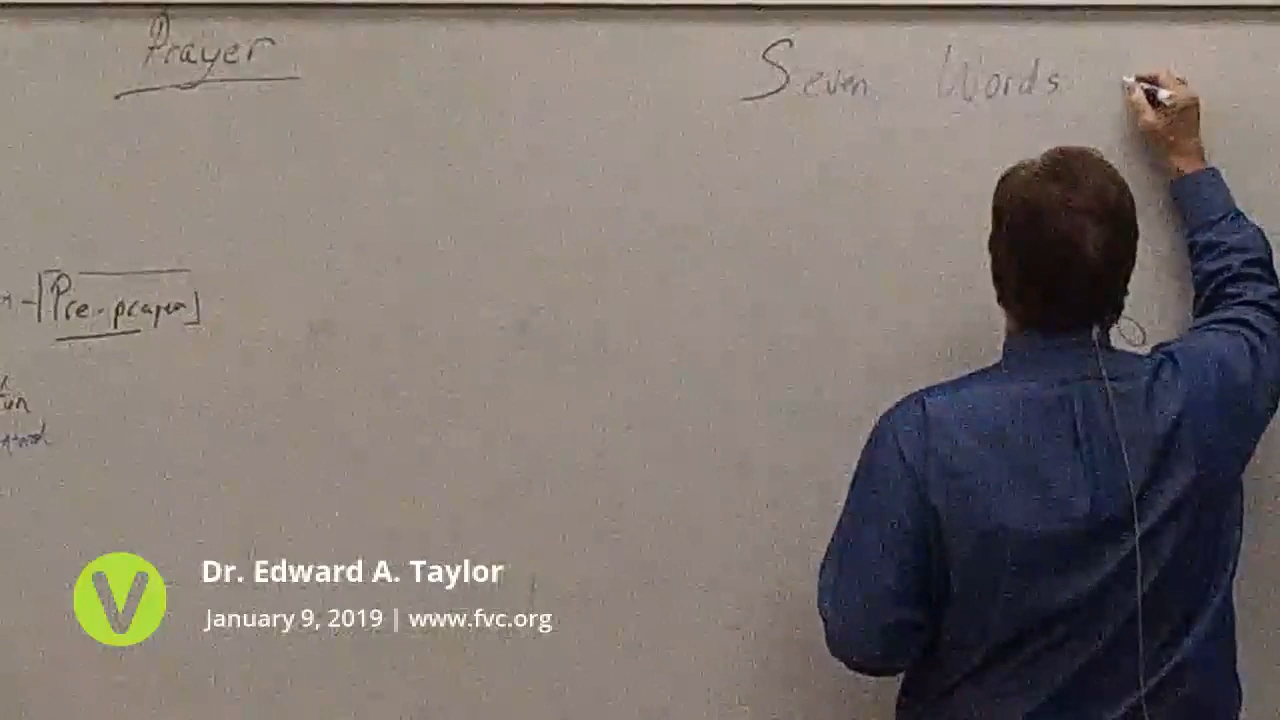 Prayer
Seven Words
Pre-prayer
V
Dr. Edward A. Taylor
January 9, 2019 | www.fvc.org